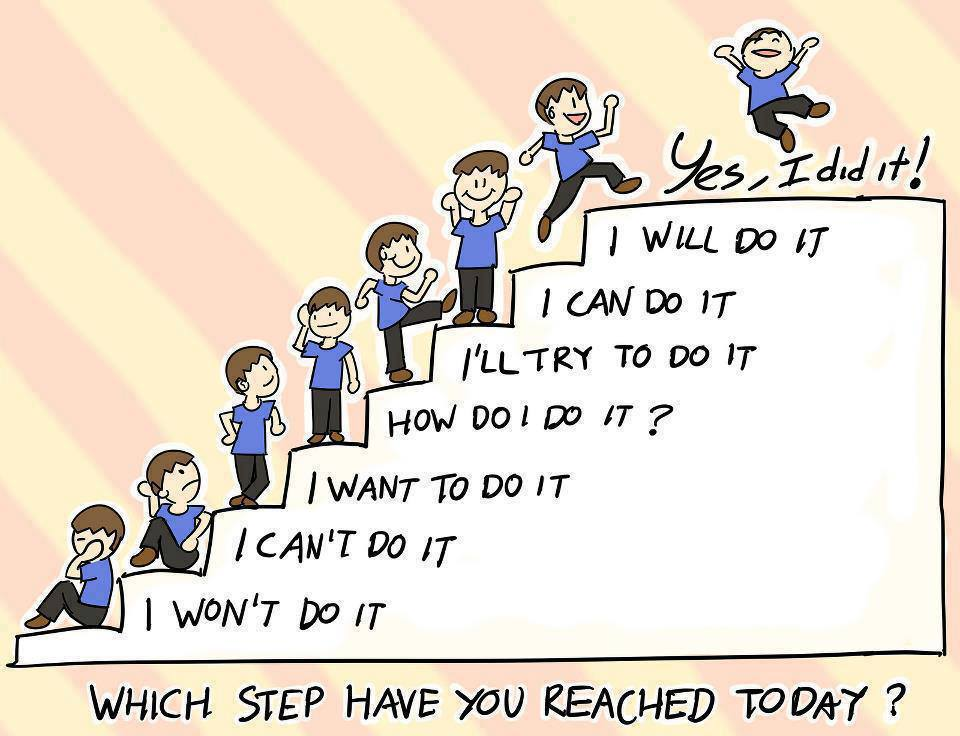 Yes, I did it!
I WILL DO IT
I CAN DO IT
I'LL TRY TO DO IT
HOW DO I DO IT?
I WANT TO DO IT
I CAN'T DO IT
I WON'T DO IT
WHICH STEP HAVE YOU REACHED TODAY?